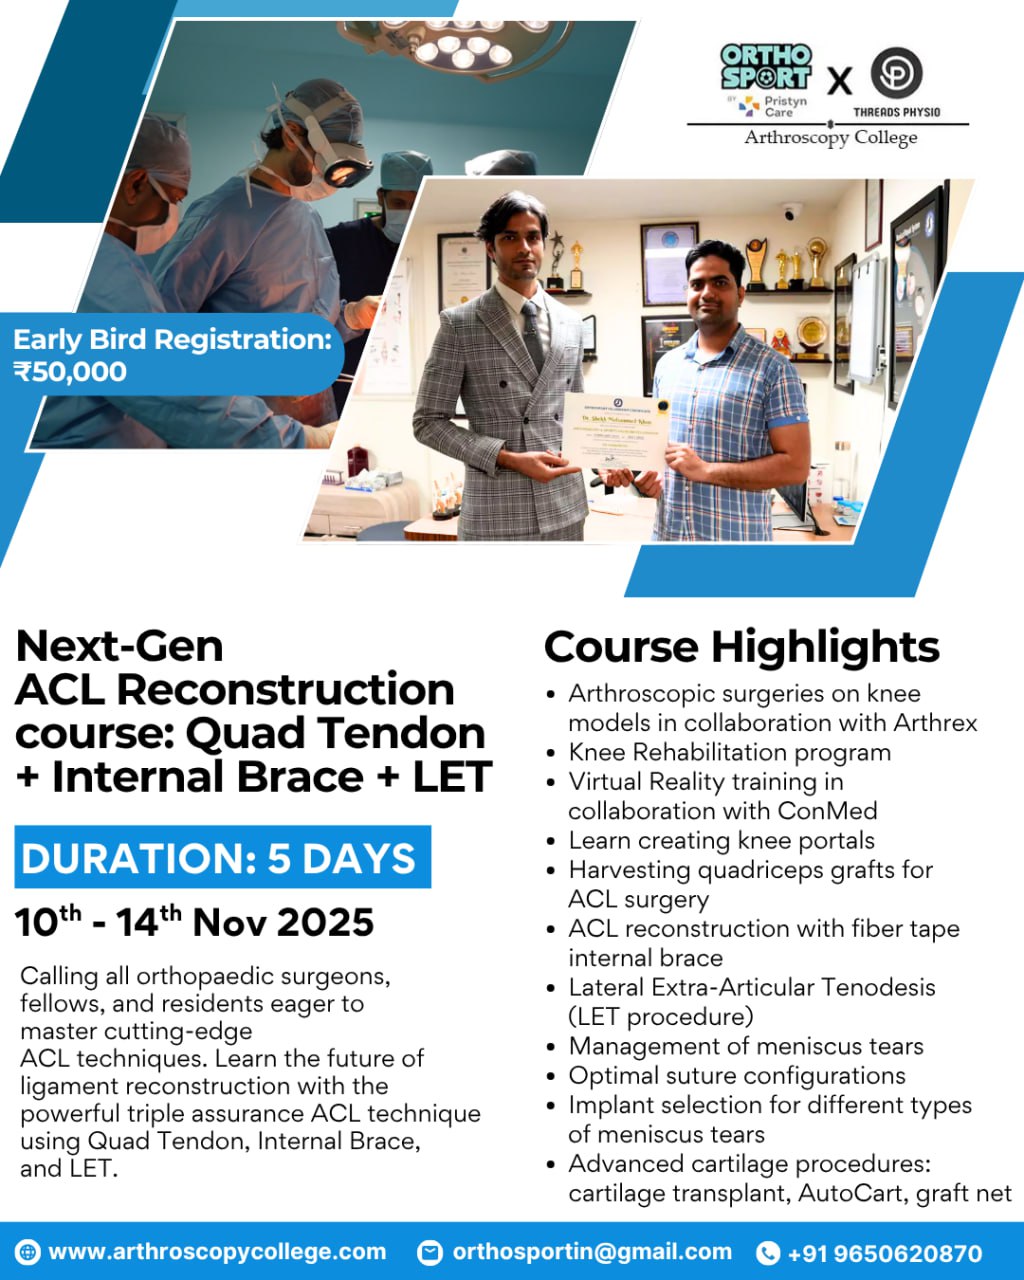 ORTHO
SPORT
BY Pristyn
Care
X
THREADS PHYSIO
Arthroscopy College
Early Bird Registration:
₹50,000
Dr. Sheikh Mohammed Khan
Next-Gen
ACL Reconstruction
course: Quad Tendon
+ Internal Brace + LET
DURATION: 5 DAYS
10th - 14th Nov 2025
Calling all orthopaedic surgeons,
fellows, and residents eager to
master cutting-edge
ACL techniques. Learn the future of
ligament reconstruction with the
powerful triple assurance ACL technique
using Quad Tendon, Internal Brace,
and LET.
Course Highlights
• Arthroscopic surgeries on knee
models in collaboration with Arthrex
• Knee Rehabilitation program
• Virtual Reality training in
collaboration with ConMed
• Learn creating knee portals
• Harvesting quadriceps grafts for
ACL surgery
• ACL reconstruction with fiber tape
internal brace
• Lateral Extra-Articular Tenodesis
(LET procedure)
• Management of meniscus tears
• Optimal suture configurations
• Implant selection for different types
of meniscus tears
• Advanced cartilage procedures:
cartilage transplant, AutoCart, graft net
www.arthroscopycollege.com
orthosportin@gmail.com
+91 9650620870